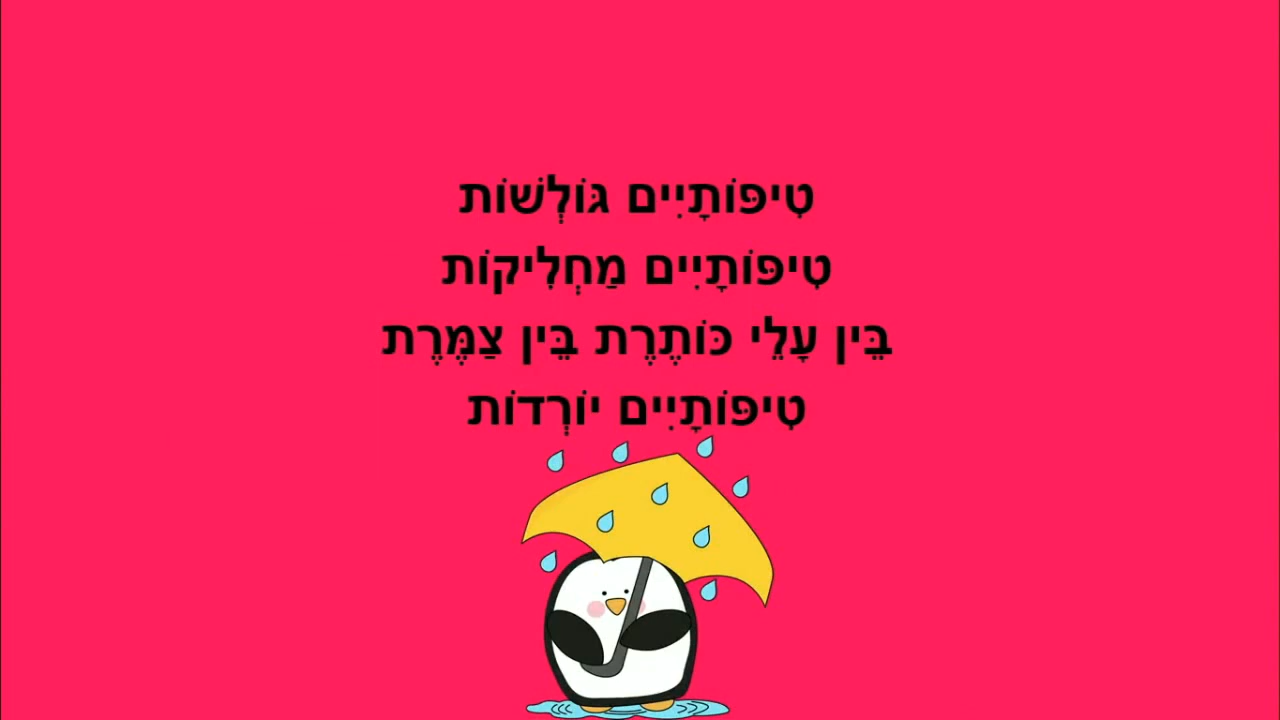 טִיפּוֹתָיִים גּוֹלְשׁוֹת
טִיפּוֹתָיִים מַחְלִיקוֹת
בֵּין עָלֵי כּוֹתֶרֶת בֵּין צַמֶּרֶת
טִיפּוֹתָיִים יוֹרְדוֹת